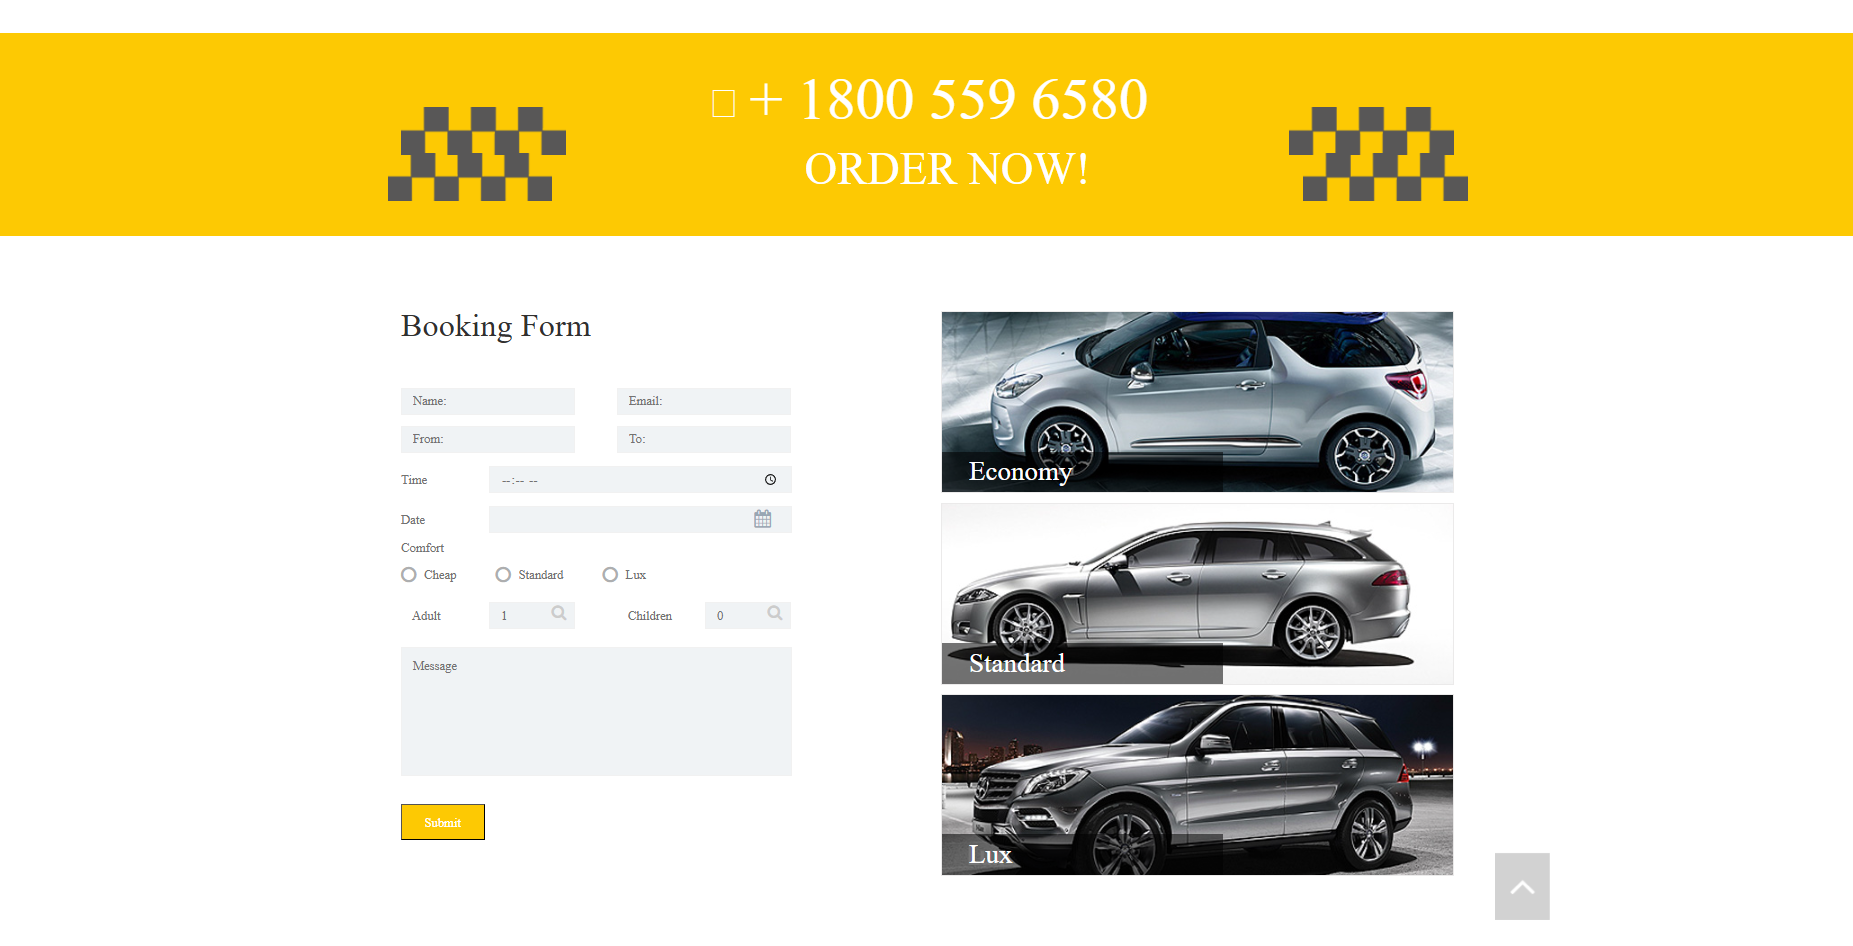 + 1800 559 6580
ORDER NOW!
Booking Form
Name: Email:
From: To:
Time --:-- --
Date
Comfort
Cheap Standard Lux
Adult 1 Children 0
Message
Submit
Economy
Standard
Lux